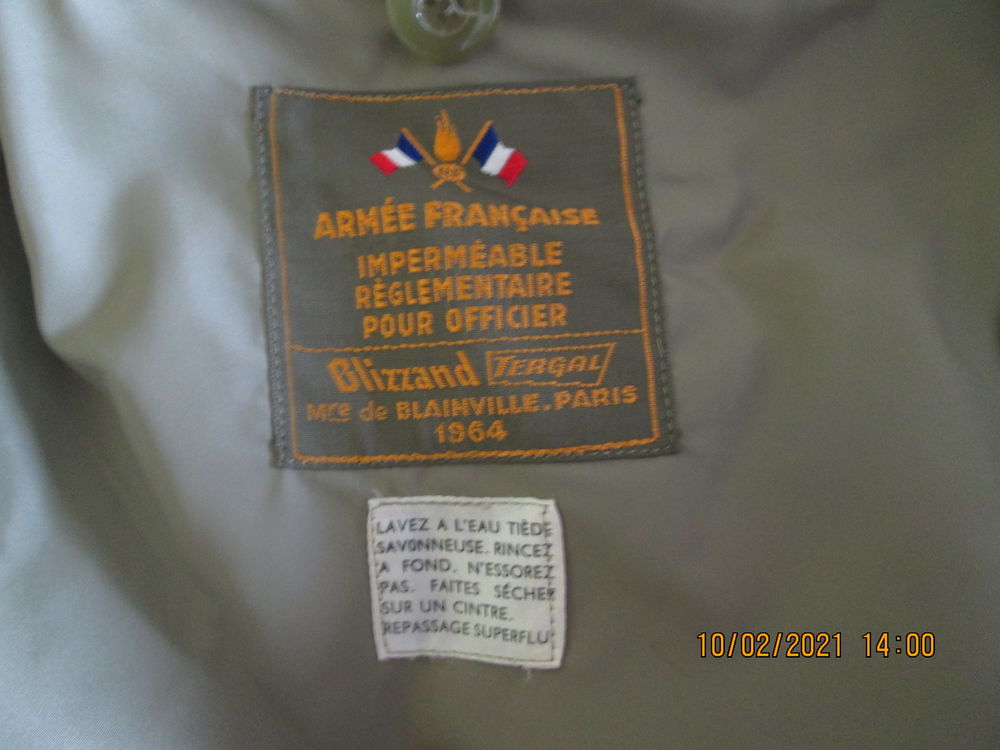 ARMÉE FRANÇAISE
IMPERMÉABLE
RÉGLEMENTAIRE
POUR OFFICIER
Blizzand TERGAL
Mce de BLAINVILLE. PARIS
1964
LAVEZ A L'EAU TIÈDE
SAVONNEUSE. RINCEZ
A FOND. N'ESSOREZ
PAS. FAITES SÉCHER
SUR UN CINTRE.
REPASSAGE SUPERFLU
10/02/2021 14:00